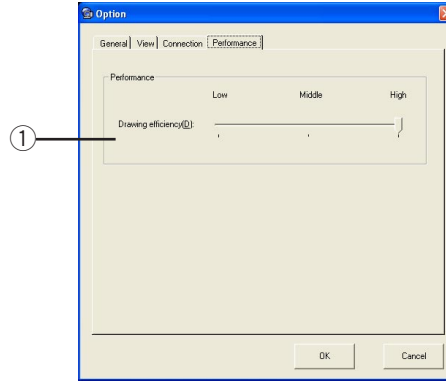 Option
General View Connection Performance
Performance
Low Middle High
Drawing efficiency(D):
1
OK Cancel